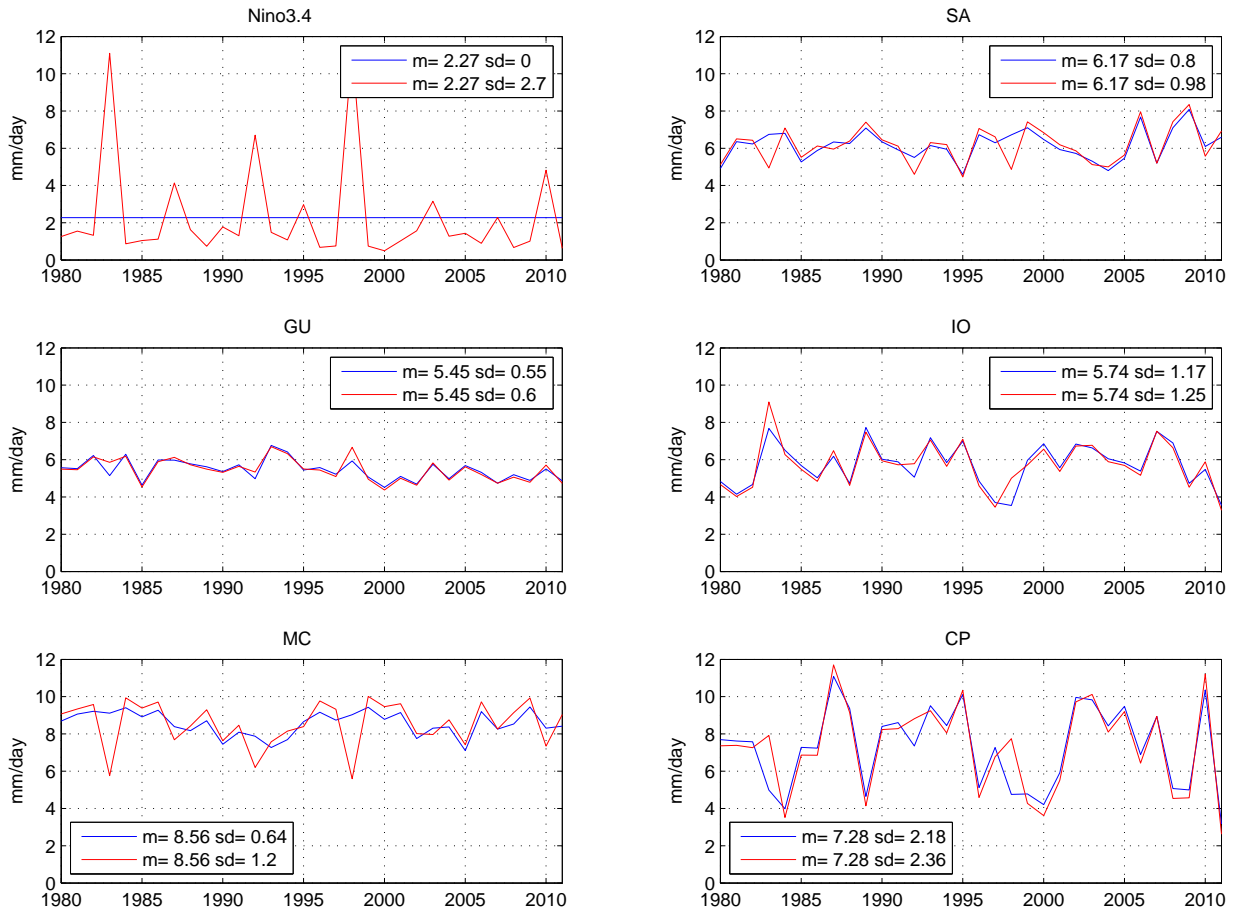 Nino3.4
mm/day
12
10
8
6
4
2
0
m= 2.27 sd= 0
m= 2.27 sd= 2.7
1980 1985 1990 1995 2000 2005 2010
SA
mm/day
12
10
8
6
4
2
0
m= 6.17 sd= 0.8
m= 6.17 sd= 0.98
1980 1985 1990 1995 2000 2005 2010
GU
mm/day
12
10
8
6
4
2
0
m= 5.45 sd= 0.55
m= 5.45 sd= 0.6
1980 1985 1990 1995 2000 2005 2010
IO
mm/day
12
10
8
6
4
2
0
m= 5.74 sd= 1.17
m= 5.74 sd= 1.25
1980 1985 1990 1995 2000 2005 2010
MC
mm/day
12
10
8
6
4
2
0
m= 8.56 sd= 0.64
m= 8.56 sd= 1.2
1980 1985 1990 1995 2000 2005 2010
CP
mm/day
12
10
8
6
4
2
0
m= 7.28 sd= 2.18
m= 7.28 sd= 2.36
1980 1985 1990 1995 2000 2005 2010